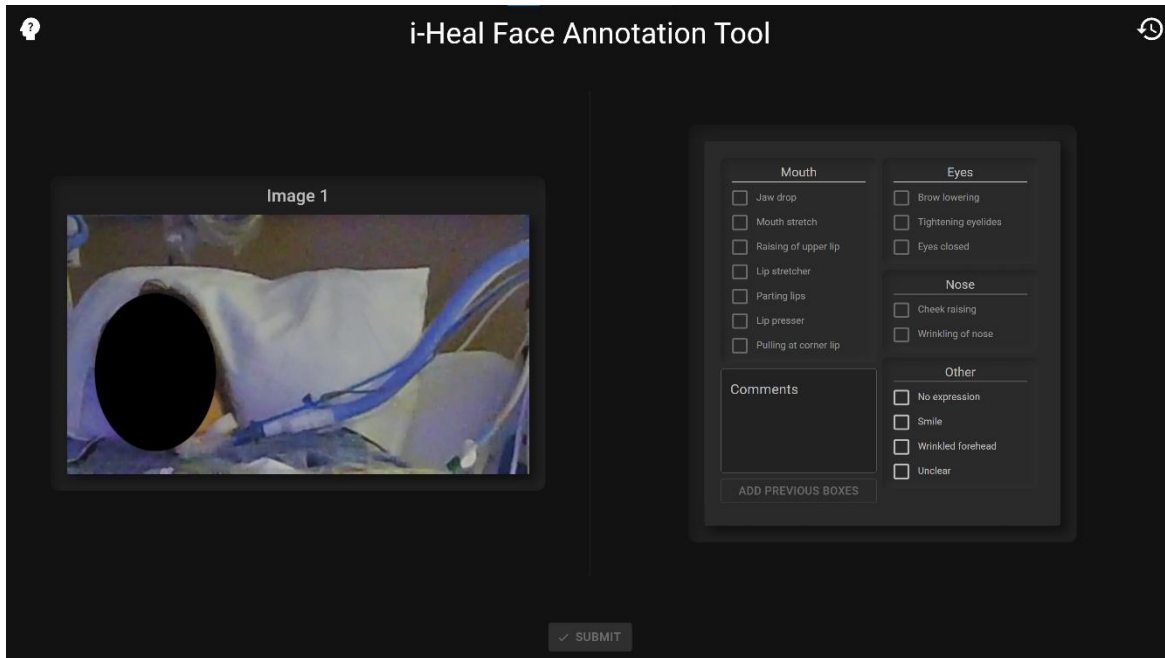 ?
i-Heal Face Annotation Tool
Image 1
Mouth
Jaw drop
Mouth stretch
Raising of upper lip
Lip stretcher
Parting lips
Lip presser
Pulling at corner lip
Comments
ADD PREVIOUS BOXES
Eyes
Brow lowering
Tightening eyelides
Eyes closed
Nose
Cheek raising
Wrinkling of nose
Other
No expression
Smile
Wrinkled forehead
Unclear
SUBMIT